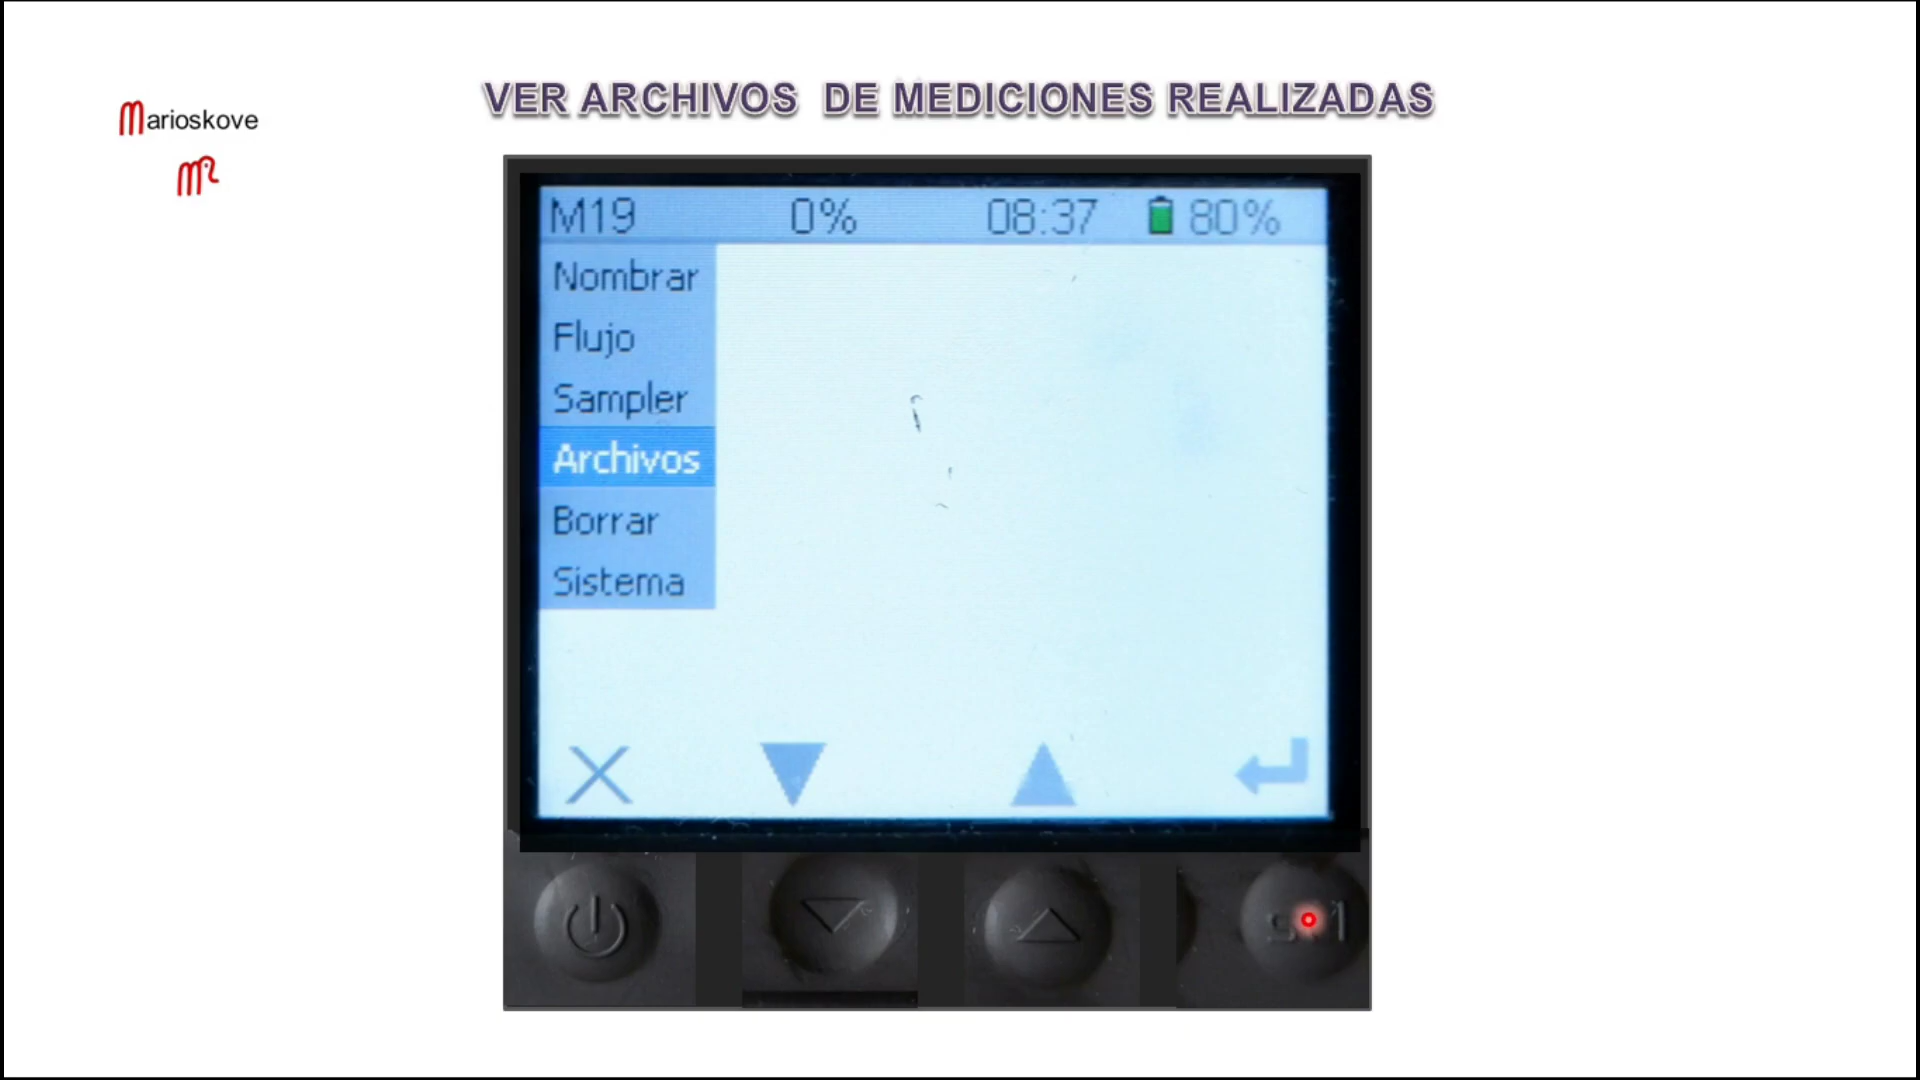 VER ARCHIVOS DE MEDICIONES REALIZADAS
Marioskove
M19 0% 08:37 80%
Nombrar
Flujo
Sampler
Archivos
Borrar
Sistema